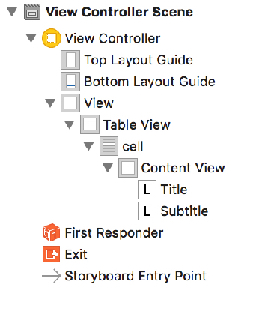 View Controller Scene
View Controller
Top Layout Guide
Bottom Layout Guide
View
Table View
cell
Content View
L Title
L Subtitle
First Responder
Exit
Storyboard Entry Point